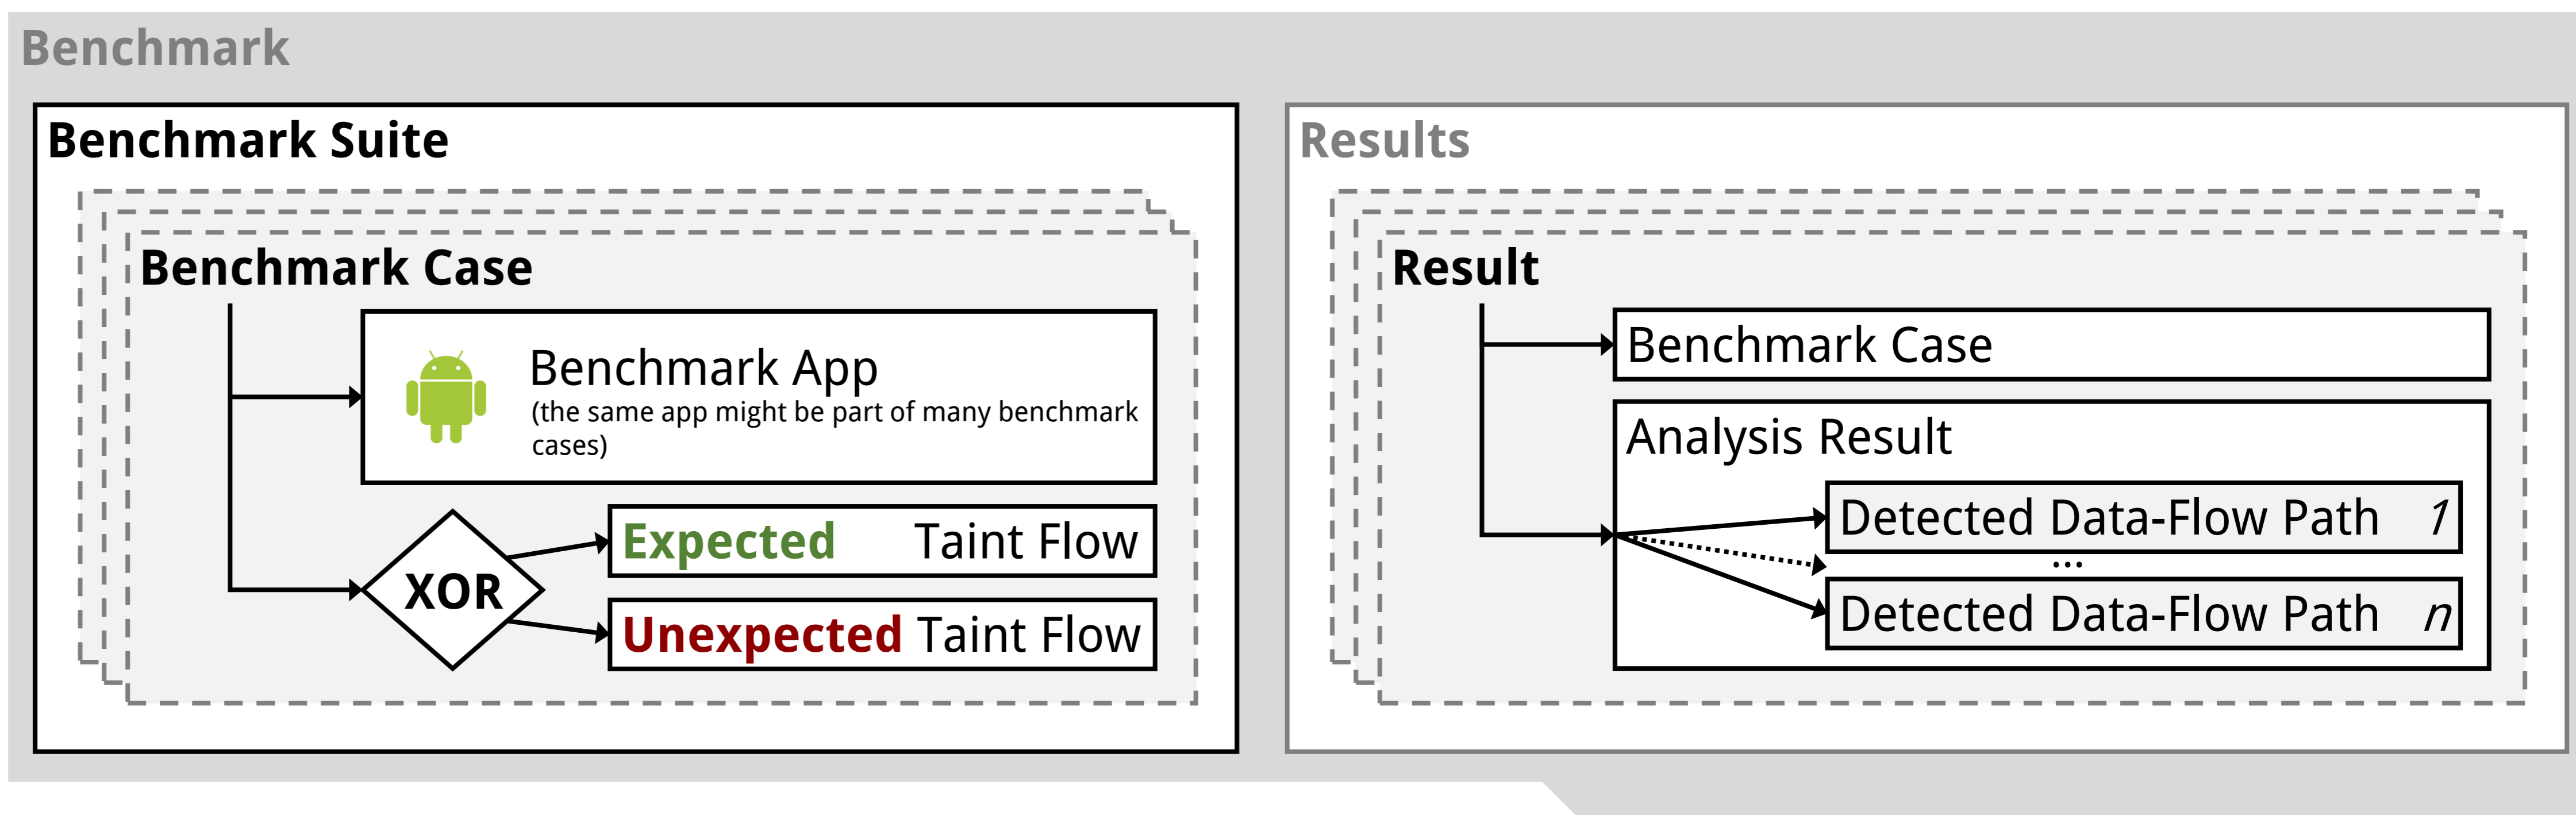 Benchmark
Benchmark Suite
Benchmark Case
Benchmark App
(the same app might be part of many benchmark
cases)
XOR
Expected Taint Flow
Unexpected Taint Flow
Results
Result
Benchmark Case
Analysis Result
Detected Data-Flow Path 1
...
Detected Data-Flow Path n